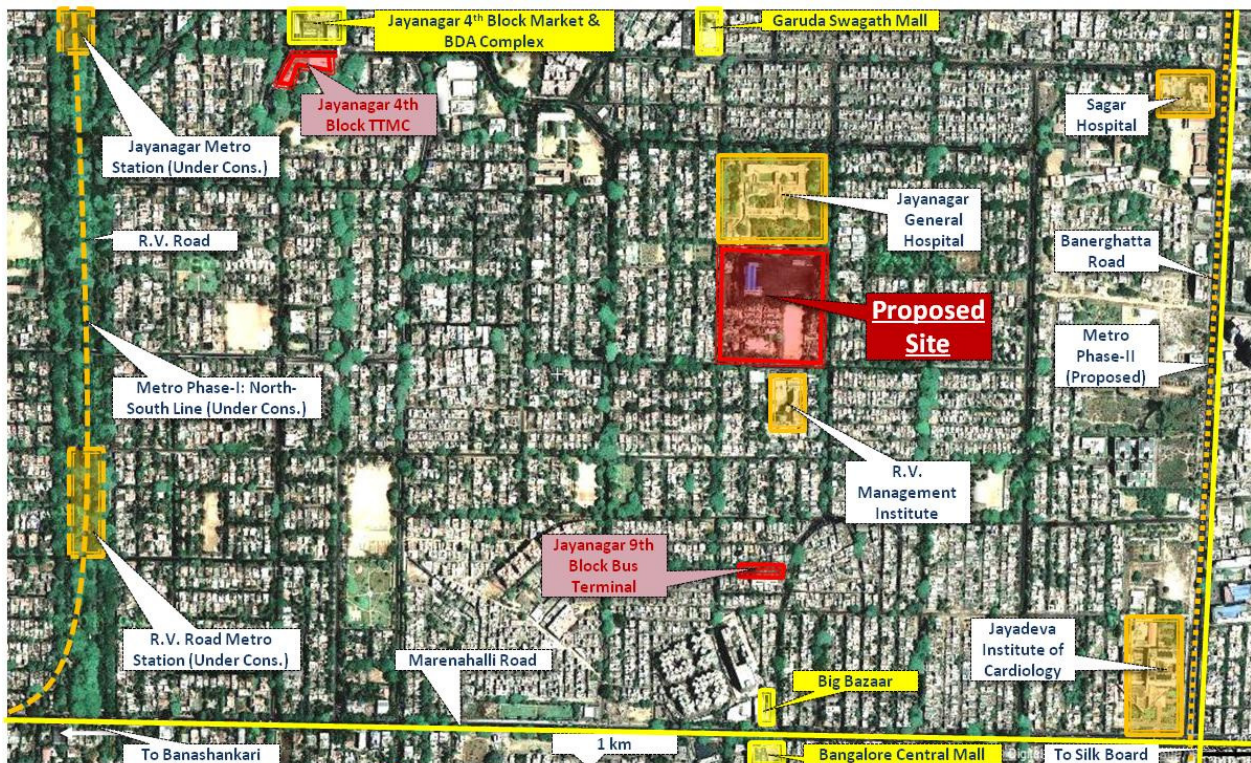 Jayanagar 4th Block Market &
BDA Complex
Garuda Swagath Mall
Jayanagar 4th
Block TTMC
Sagar
Hospital
Jayanagar Metro
Station (Under Cons.)
Jayanagar
General
Hospital
R.V. Road
Banerghatta
Road
Proposed
Site
Metro
Phase-II
(Proposed)
Metro Phase-I: North-
South Line (Under Cons.)
R.V.
Management
Institute
Jayanagar 9th
Block Bus
Terminal
R.V. Road Metro
Station (Under Cons.)
Marenahalli Road
Jayadeva
Institute of
Cardiology
Big Bazaar
To Banashankari
1 km
Bangalore Central Mall
To Silk Board